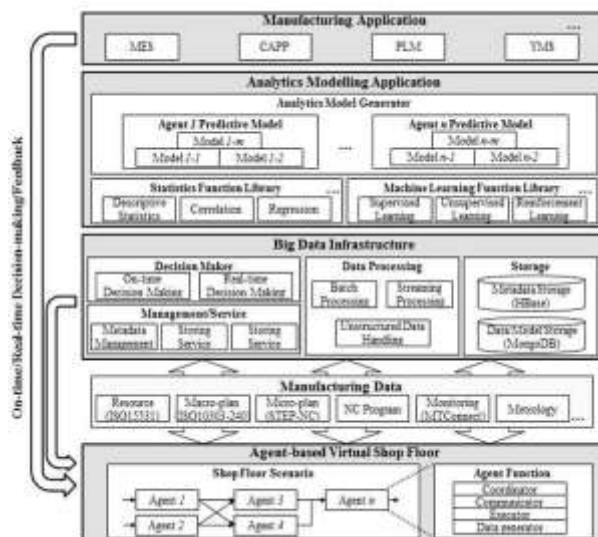 Manufacturing Application
...
MES
CAPP
PLM
YMS
Analytics Modelling Application
Analytics Model Generator
Agent 1 Predictive Model
Model 1-m
Model 1-1
Model 1-2
...
Agent n Predictive Model
Model n-m
Model n-1
Model n-2
Statistics Function Library
...
Descriptive
Statistics
Correlation
Regression
Machine Learning Function Library
...
Supervised
Learning
Unsupervised
Learning
Reinforcement
Learning
Big Data Infrastructure
Decision Maker
On-time
Decision Making
Real-time
Decision Making
Management/Service
Metadata
Management
Storing
Service
Storing
Service
Data Processing
Batch
Processing
Streaming
Processing
Unstructured Data
Handling
Storage
Metadata Storage
(HBase)
Data/Model Storage
(MongoDB)
Manufacturing Data
Resource
(ISO15531)
Macro-plan
(ISO10303-240)
Micro-plan
(STEP-NC)
NC Program
Monitoring
(MTConnect)
Metrology
...
Agent-based Virtual Shop Floor
Shop Floor Scenario
Agent 1
Agent 2
Agent 3
Agent 4
Agent n
Agent Function
Coordinator
Communicator
Executor
Data generator
On-time/Real-time Decision-making/Feedback